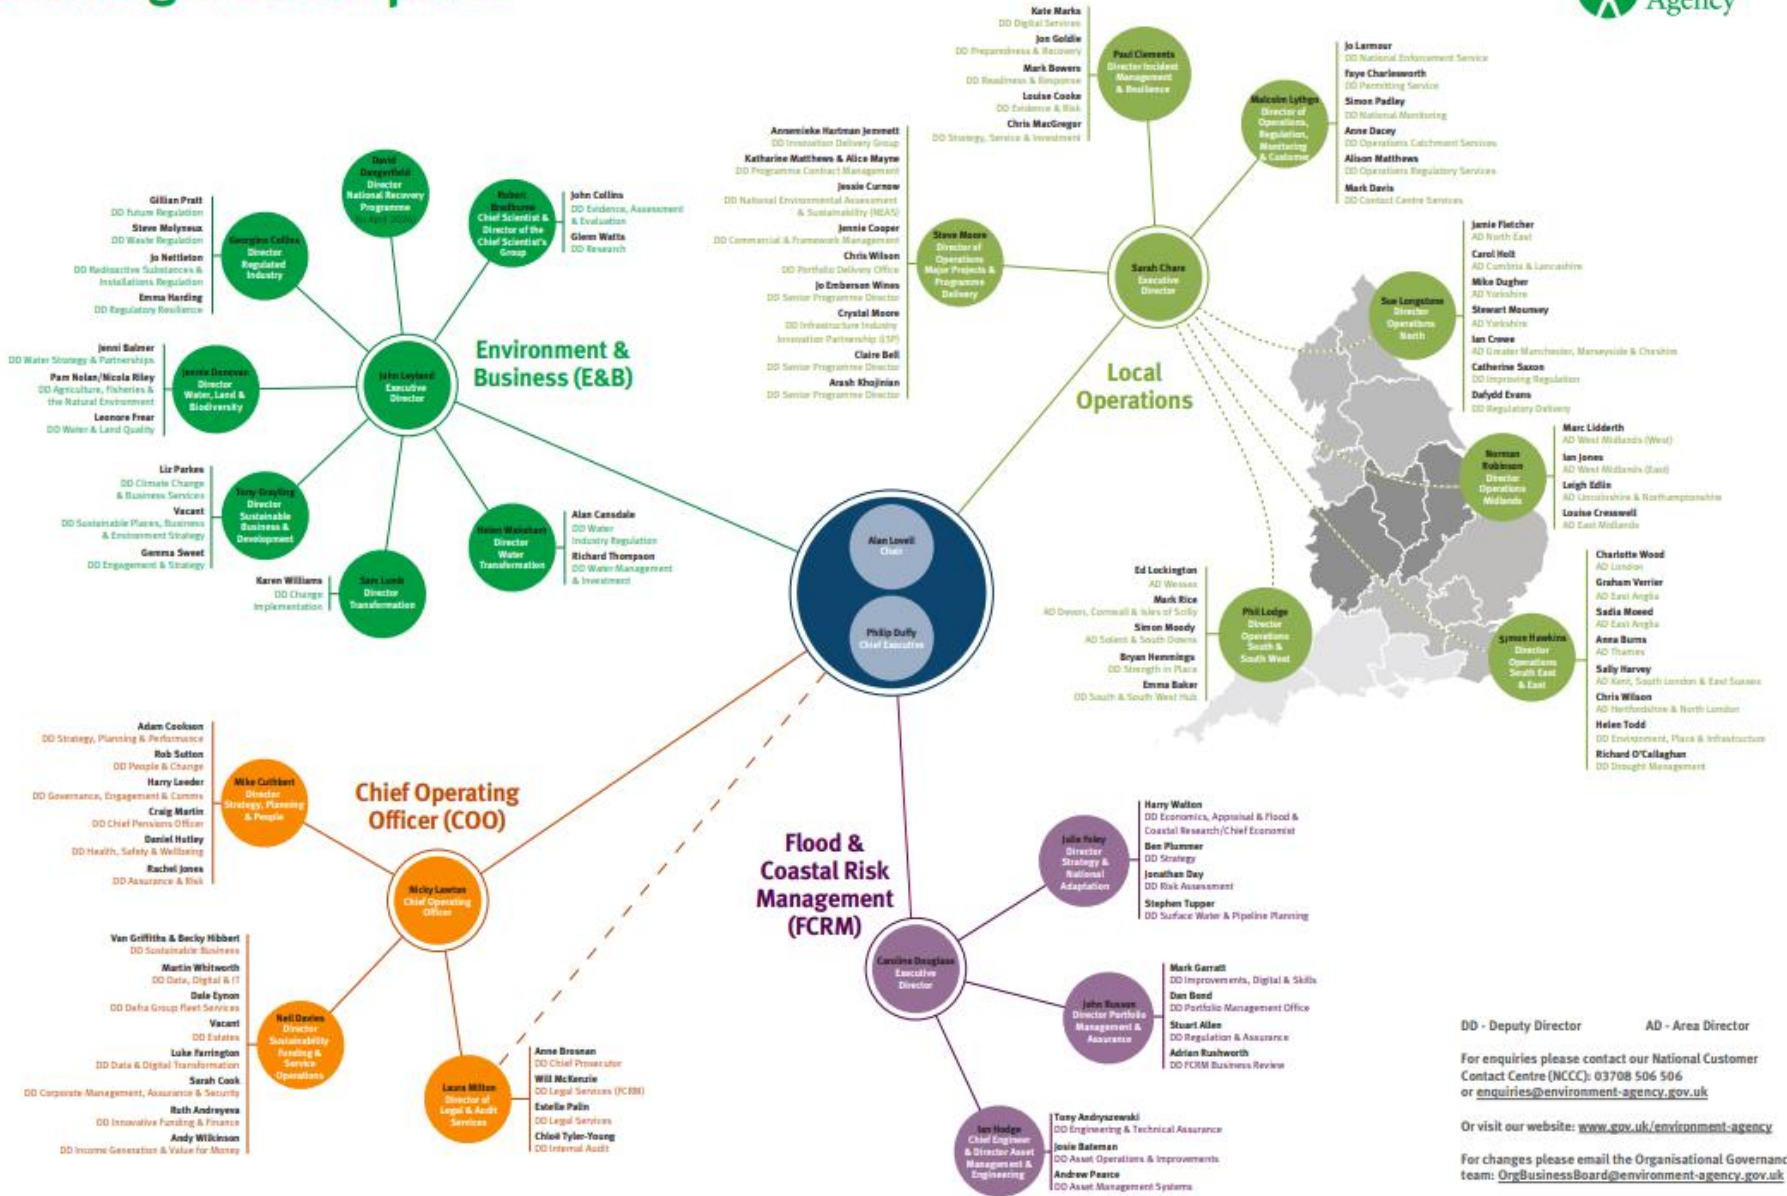 Agency
Kate Marks
DD Digital Services
Jon Goldie
DD Preparedness & Recovery
Mark Bowers
DD Readiness & Response
Louise Cooke
DD Evidence & Risk
Chris MacGregor
DD Strategy, Service & Investment
Paul Clements
Director Incident
Management
& Resilience
Malcolm Lythgo
Director of
Operations,
Regulation,
Monitoring
& Customer
Jo Larmour
DD National Enforcement Service
Faye Charlesworth
DD Permitting Service
Simon Padley
DD National Monitoring
Anne Dacey
DD Operations Catchment Services
Alison Matthews
DD Operations Regulatory Services
Mark Davis
DD Contact Centre Services
Annemieke Hartman Jemmett
DD Innovation Delivery Group
Katharine Matthews & Alice Mayne
DD Programme Contract Management
Jessie Curnow
DD National Environmental Assessment
& Sustainability (NEAS)
Jennie Cooper
DD Commercial & Framework Management
Chris Wilson
DD Portfolio Delivery Office
Jo Emberson Wines
DD Senior Programme Director
Crystal Moore
DD Infrastructure Industry
Innovation Partnership (I3P)
Claire Bell
DD Senior Programme Director
Arash Khojinian
DD Senior Programme Director
Steve Moore
Director of
Operations
Major Projects &
Programme
Delivery
Sarah Chare
Executive
Director
Local
Operations
David
Dangerfield
Director
National Recovery
Programme
Robert
Bradburne
Chief Scientist &
Director of the
Chief Scientist's
Group
John Collins
DD Evidence, Assessment
& Evaluation
Glenn Watts
DD Research
Gillian Pratt
DD Future Regulation
Steve Molyneux
DD Waste Regulation
Jo Nettleton
DD Radioactive Substances &
Installations Regulation
Emma Harding
DD Regulatory Resilience
Georgina Collins
Director
Regulated
Industry
Jenni Balmer
DD Water Strategy & Partnerships
Pam Nolan/Nicola Riley
DD Agriculture, Fisheries &
the Natural Environment
Leonore Frear
DD Water & Land Quality
Jennie Donovan
Director
Water, Land &
Biodiversity
John Leyland
Executive
Director
Environment &
Business (E&B)
Liz Parkes
DD Climate Change
& Business Services
Vacant
DD Sustainable Places, Business
& Environment Strategy
Gemma Sweet
DD Engagement & Strategy
Tony Grayling
Director
Sustainable
Business &
Development
Karen Williams
DD Change
Implementation
Sam Lumb
Director
Transformation
Helen Wakeham
Director
Water
Transformation
Alan Cansdale
DD Water
Industry Regulation
Richard Thompson
DD Water Management
& Investment
Alan Lovell
Chair
Philip Duffy
Chief Executive
Sue Longstone
Director
Operations
North
Jamie Fletcher
AD North East
Carol Holt
AD Cumbria & Lancashire
Mike Dugher
AD Yorkshire
Stewart Mounsey
AD Yorkshire
Ian Crewe
AD Greater Manchester, Merseyside & Cheshire
Catherine Saxon
DD Improving Regulation
Dafydd Evans
DD Regulatory Delivery
Norman
Robinson
Director
Operations
Midlands
Marc Lidderth
AD West Midlands (West)
Ian Jones
AD West Midlands (East)
Leigh Edlin
AD Lincolnshire & Northamptonshire
Louise Cresswell
AD East Midlands
Ed Lockington
AD Wessex
Mark Rice
AD Devon, Cornwall & Isles of Scilly
Simon Moody
AD Solent & South Downs
Bryan Hemmings
DD Strength in Place
Emma Baker
DD South & South West Hub
Phil Lodge
Director
Operations
South &
South West
Simon Hawkins
Director
Operations
South East
& East
Charlotte Wood
AD London
Graham Verrier
AD East Anglia
Sadia Moeed
AD East Anglia
Anna Burns
AD Thames
Sally Harvey
AD Kent, South London & East Sussex
Chris Wilson
AD Hertfordshire & North London
Helen Todd
DD Environment, Place & Infrastructure
Richard O'Callaghan
DD Drought Management
Adam Cookson
DD Strategy, Planning & Performance
Rob Sutton
DD People & Change
Harry Leeder
DD Governance, Engagement & Comms
Craig Martin
DD Chief Pensions Officer
Daniel Hutley
DD Health, Safety & Wellbeing
Rachel Jones
DD Assurance & Risk
Mike Cuthbert
Director
Strategy, Planning
& People
Chief Operating
Officer (COO)
Nicky Lawton
Chief Operating
Officer
Van Griffiths & Becky Hibbert
DD Sustainable Business
Martin Whitworth
DD Data, Digital & IT
Dale Eynon
DD Defra Group Fleet Services
Vacant
DD Estates
Luke Farrington
DD Data & Digital Transformation
Sarah Cook
DD Corporate Management, Assurance & Security
Ruth Andreyeva
DD Innovative Funding & Finance
Andy Wilkinson
DD Income Generation & Value for Money
Neil Davies
Director
Sustainability
Funding &
Service
Operations
Laura Milton
Director of
Legal & Audit
Services
Anne Brosnan
DD Chief Prosecutor
Will McKenzie
DD Legal Services (FCRM)
Estelle Palin
DD Legal Services
Chloë Tyler-Young
DD Internal Audit
Flood &
Coastal Risk
Management
(FCRM)
Caroline Douglass
Executive
Director
Julie Foley
Director
Strategy &
National
Adaptation
Harry Walton
DD Economics, Appraisal & Flood &
Coastal Research/Chief Economist
Ben Plummer
DD Strategy
Jonathan Day
DD Risk Assessment
Stephen Tupper
DD Surface Water & Pipeline Planning
John Russon
Director Portfolio
Management &
Assurance
Mark Garratt
DD Improvements, Digital & Skills
Dan Bond
DD Portfolio Management Office
Stuart Allen
DD Regulation & Assurance
Adrian Rushworth
DD FCRM Business Review
Ian Hodge
Chief Engineer
& Director Asset
Management &
Engineering
Tony Andryszewski
DD Engineering & Technical Assurance
Josie Bateman
DD Asset Operations & Improvements
Andrew Pearce
DD Asset Management Systems
DD - Deputy Director AD - Area Director
For enquiries please contact our National Customer
Contact Centre (NCCC): 03708 506 506
or enquiries@environment-agency.gov.uk
Or visit our website: www.gov.uk/environment-agency
For changes please email the Organisational Governanc
team: OrgBusinessBoard@environment-agency.gov.uk